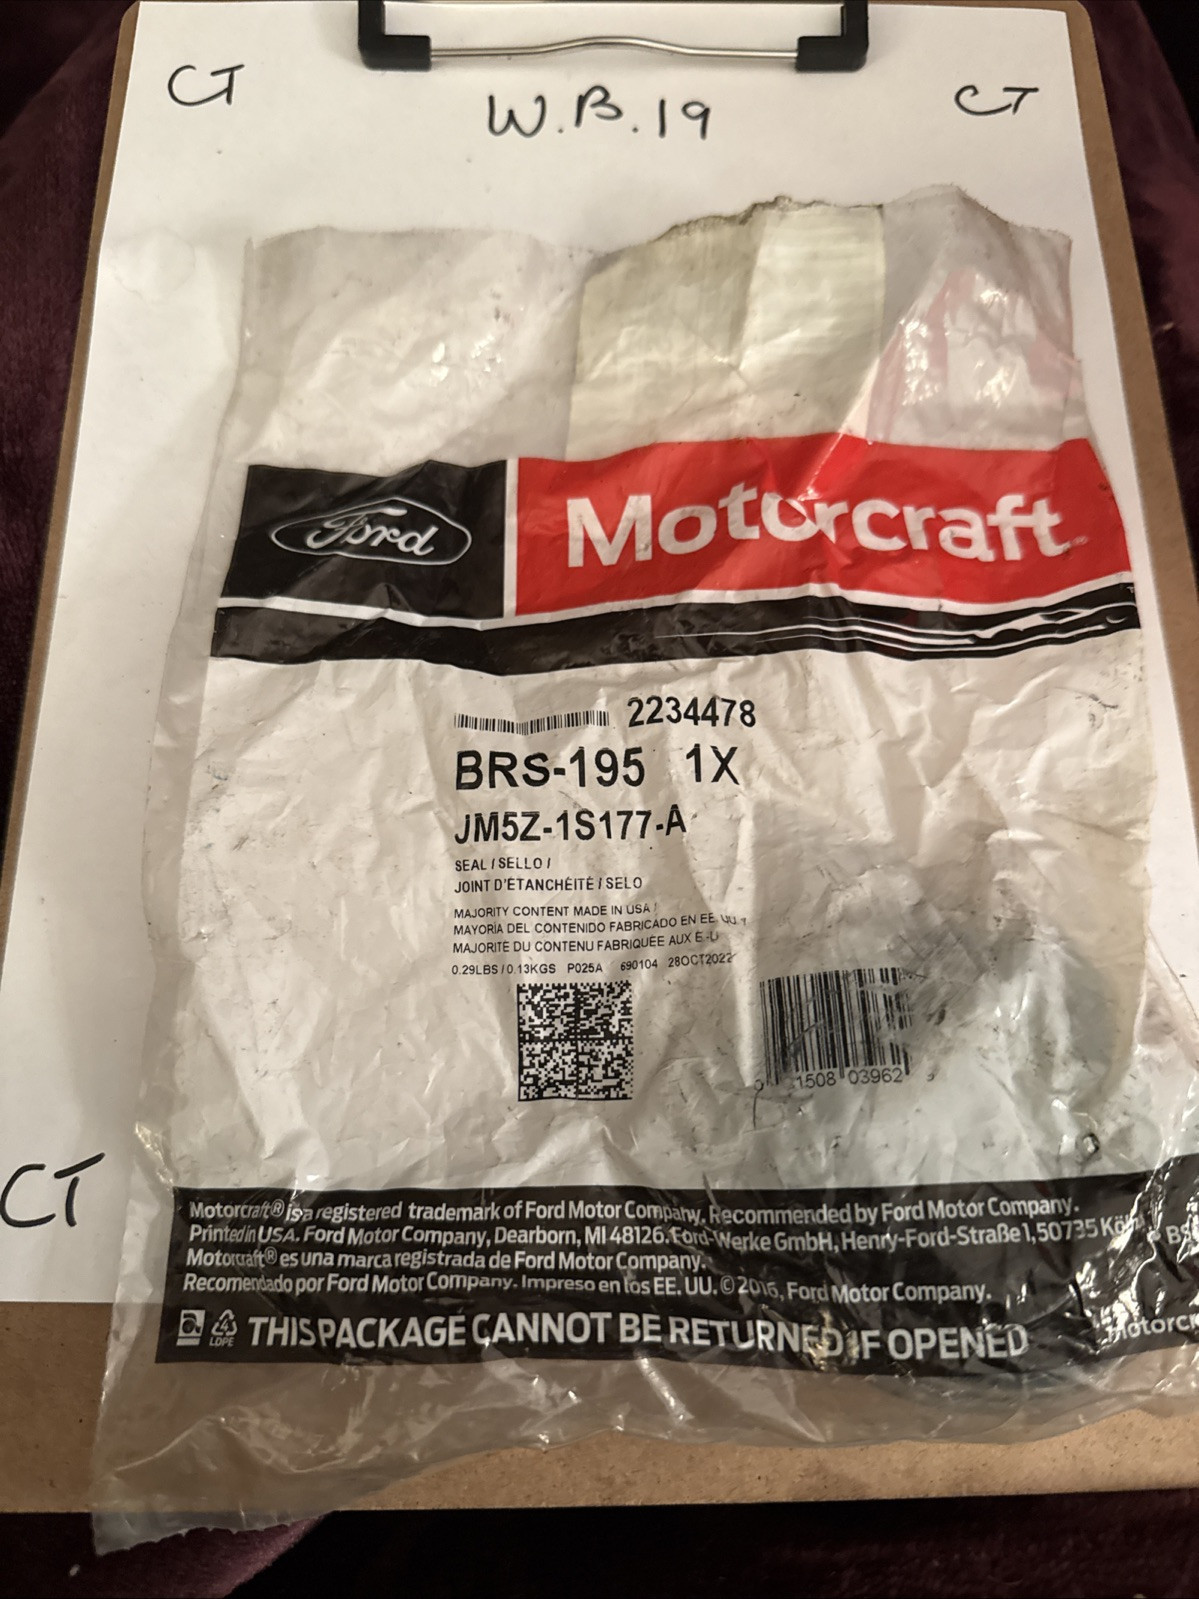 CT
CT
W.B.19
Ford
Motorcraft
2234478
BRS-195 1X
JM5Z-1S177-A
SEAL / SELLO /
JOINT D'ÉTANCHÉITÉ / SELO
MAJORITY CONTENT MADE IN USA /
MAYORÍA DEL CONTENIDO FABRICADO EN EE. UU. /
MAJORITÉ DU CONTENU FABRIQUÉE AUX É.-U
0.29LBS / 0.13KGS P025A 690104 28OCT2022
1508 03962 9
CT
Motorcraft® is a registered trademark of Ford Motor Company. Recommended by Ford Motor Company.
Printed in USA. Ford Motor Company, Dearborn, MI 48126. Ford-Werke GmbH, Henry-Ford-Straße 1, 50735 Köln
Motorcraft® es una marca registrada de Ford Motor Company.
Recomendado por Ford Motor Company. Impreso en los EE. UU. © 2016, Ford Motor Company.
4
LDPE
THIS PACKAGE CANNOT BE RETURNED IF OPENED